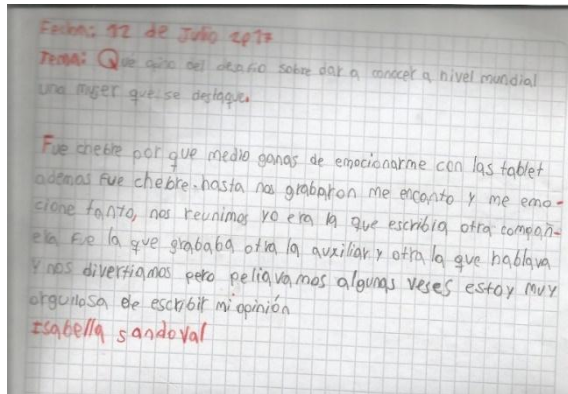 Fecha: 12 de Julio 2017
Tema: Que del desafio sobre dar a conocer a nivel mundial
una mujer que se destaque.
Fue chebre por que medio ganas de emocionarme con las tablet
ademas fue chebre. hasta nos grabaron me encanto y me emo-
cione tanto, nos reunimos yo era la que escribia otra compañ-
era fue la que grababa otra la auxiliar y otra la que hablava
y nos divertiamos pero peliavamos algunas veses estoy muy
orgullosa de escribir mi opinión
Isabella sandoval